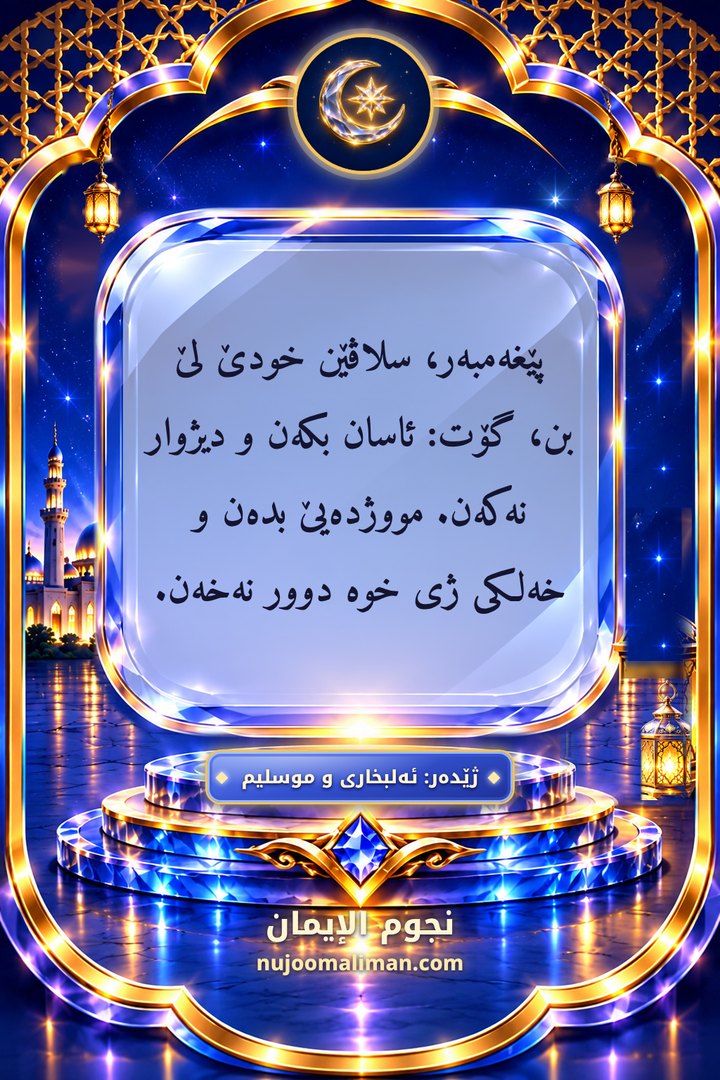 پێغەمبەر، سلاڤێن خودێ لێ
بن، گۆت: ئاسان بکەن و دیژوار
نەکەن. مووژدەیێ بدەن و
خەلکی ژی خوە دوور نەخەن.
ژێدەر: ئەلبخاری و موسلیم
نجوم الإيمان
nujoomaliman.com